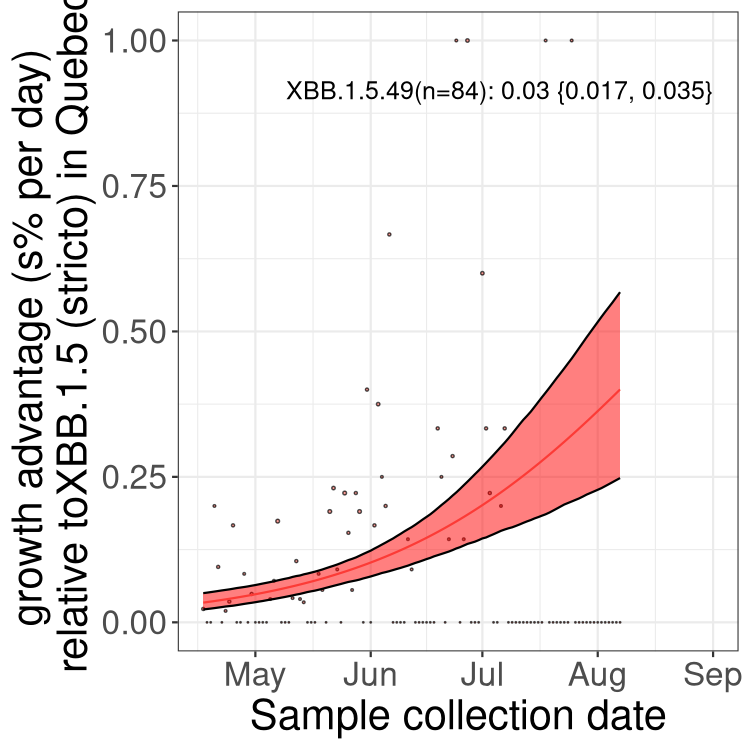 growth advantage (s% per day)
relative toXBB.1.5 (stricto) in Quebec
1.00
0.75
0.50
0.25
0.00
XBB.1.5.49(n=84): 0.03 {0.017, 0.035}
May Jun Jul Aug Sep
Sample collection date